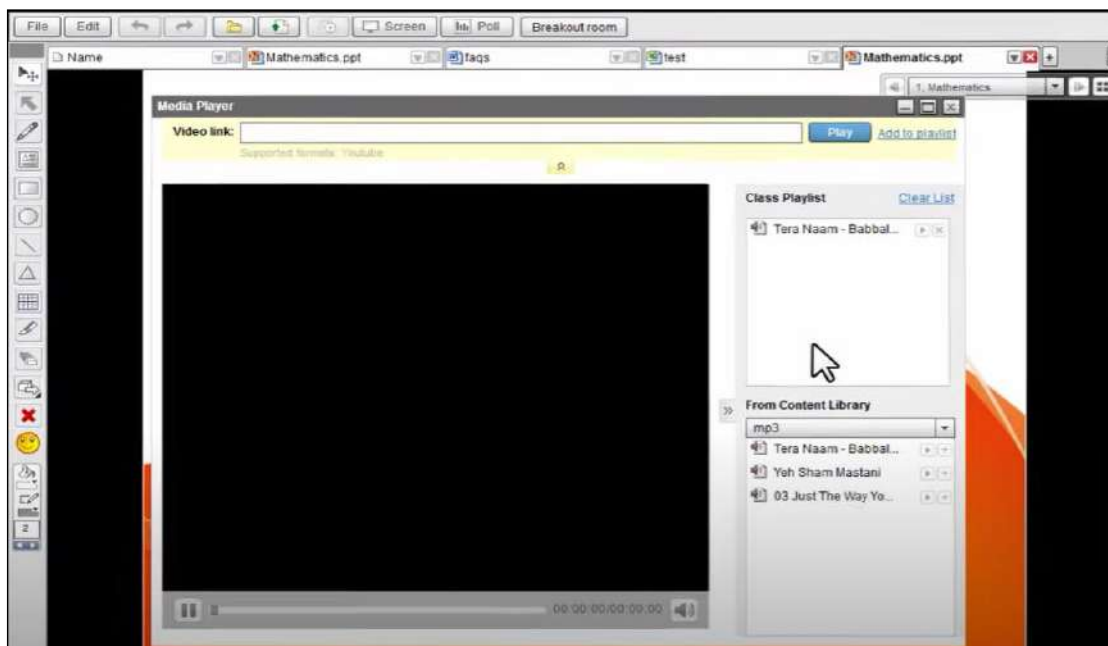 File Edit Screen Poll Breakout room
Name Mathematics.ppt faqs test Mathematics.ppt +
1. Mathematics
Media Player
Video link: Play Add to playlist
Supported formats: Youtube
Class Playlist Clear List
Tera Naam - Babbal...
From Content Library
mp3
Tera Naam - Babbal...
Yeh Sham Mastani
03 Just The Way Yo...
00:00:00/00:00:00
2